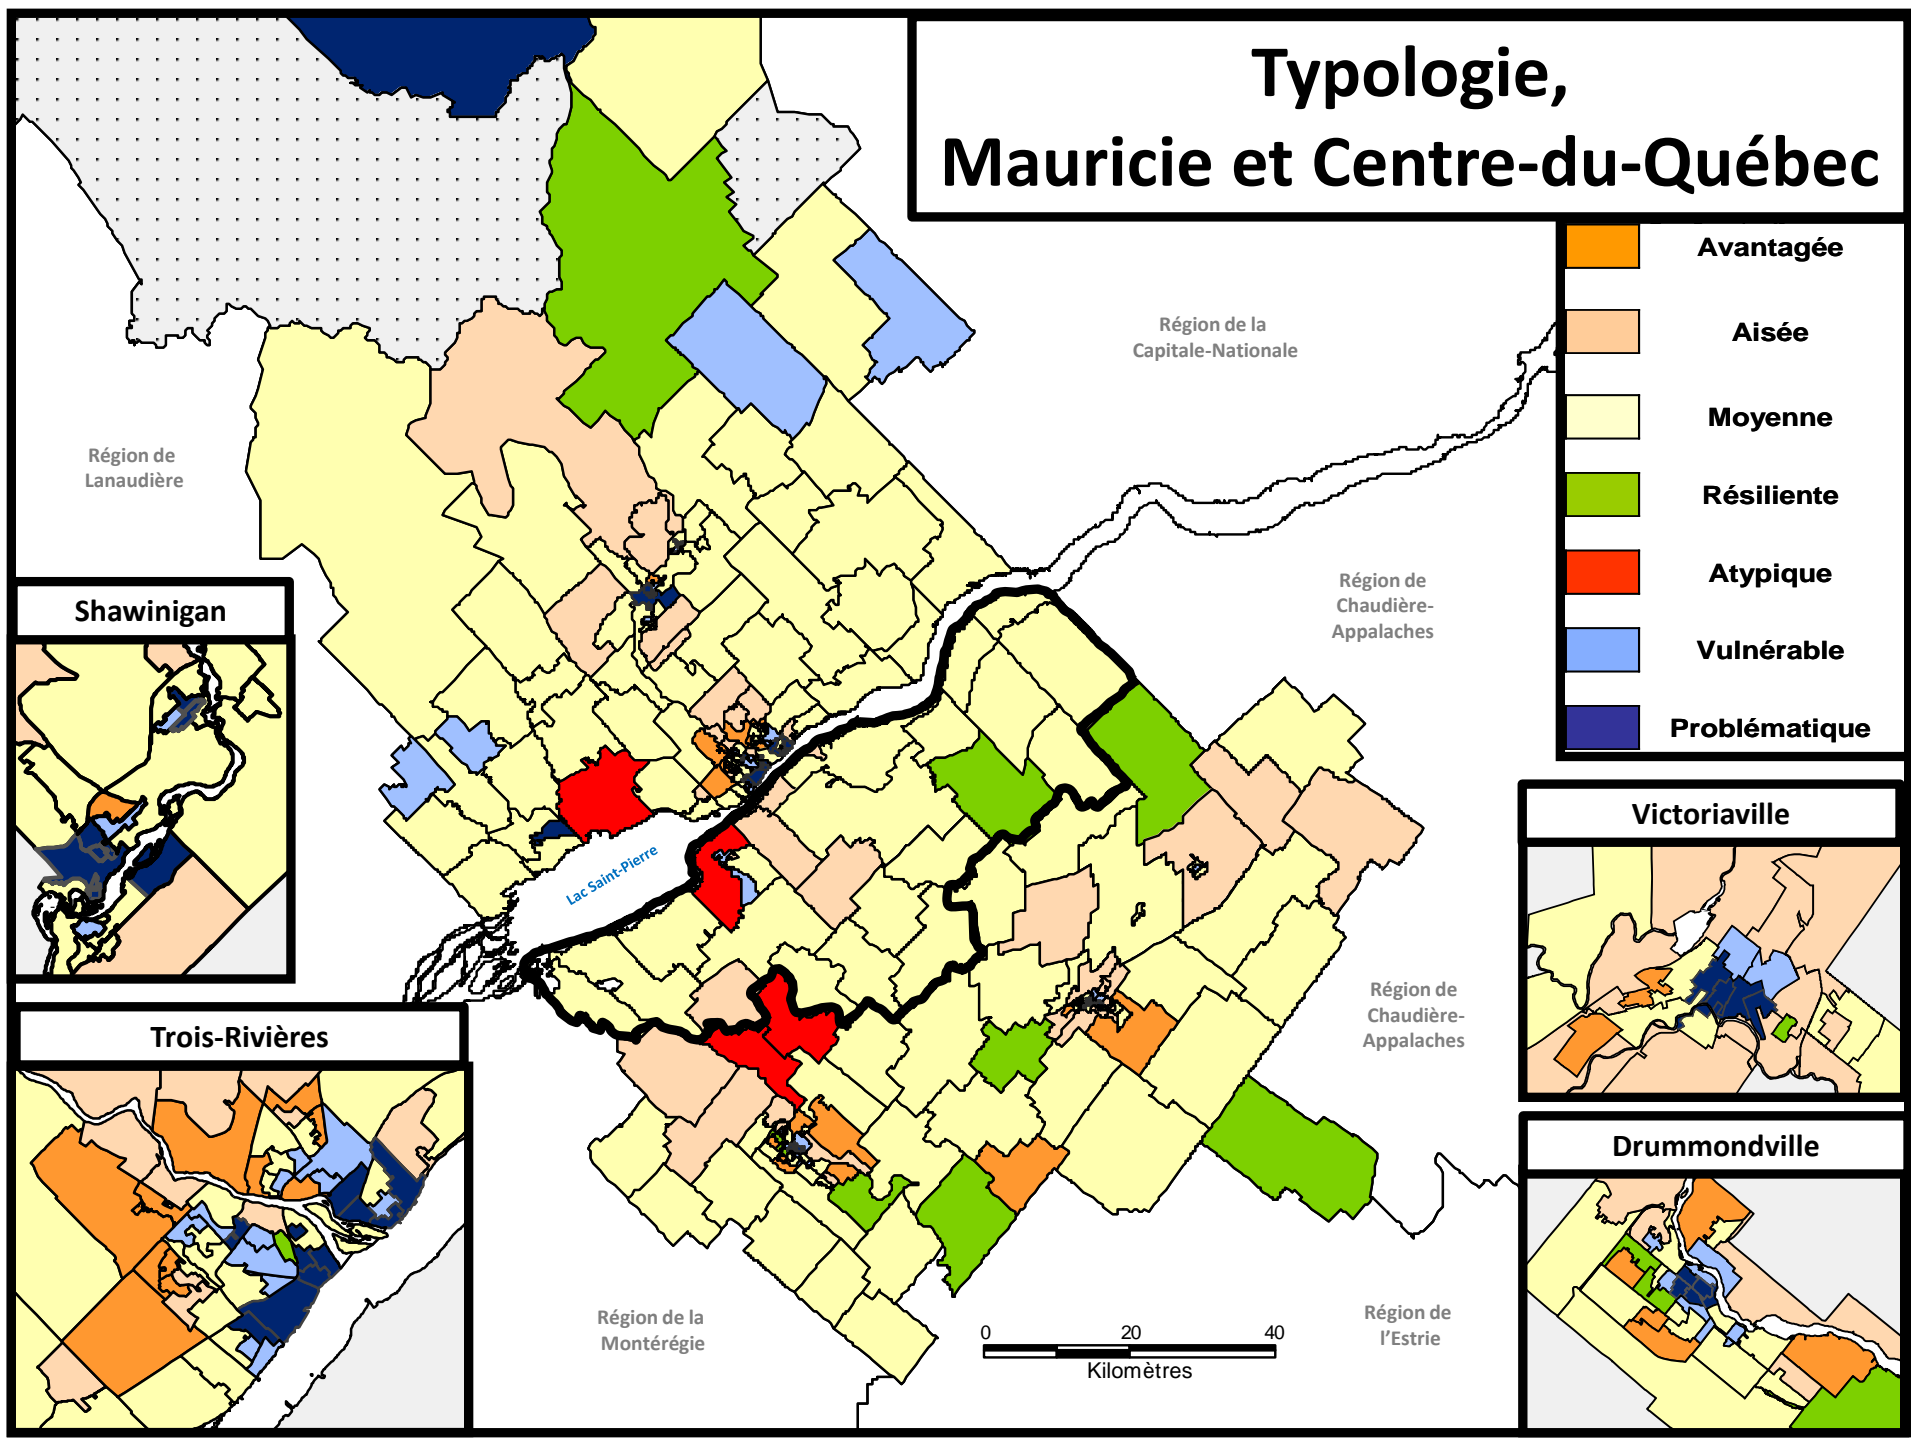 Typologie,
Mauricie et Centre-du-Québec
Avantagée
Aisée
Moyenne
Résiliente
Atypique
Vulnérable
Problématique
Région de la
Capitale-Nationale
Région de
Lanaudière
Région de
Chaudière-
Appalaches
Shawinigan
Lac Saint-Pierre
Victoriaville
Région de
Chaudière-
Appalaches
Trois-Rivières
Drummondville
Région de la
Montérégie
Région de
l'Estrie
0 20 40
Kilomètres